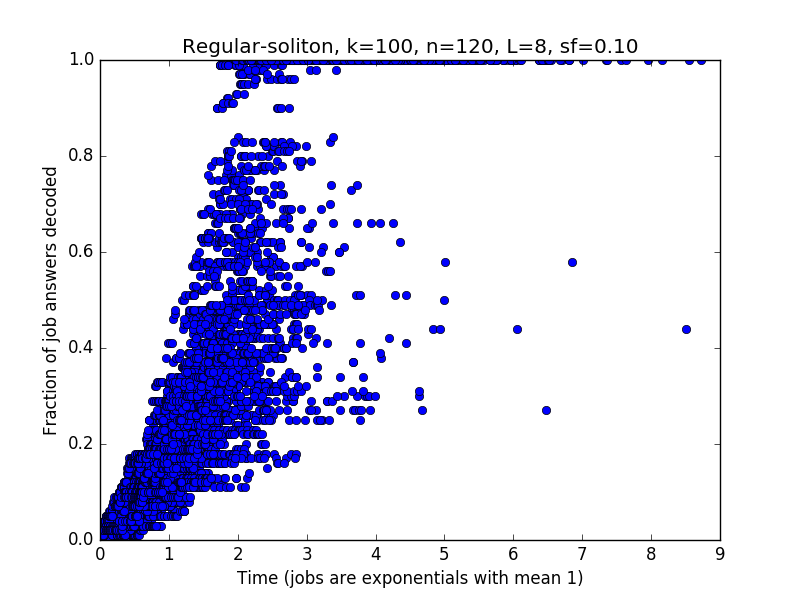 Regular-soliton, k=100, n=120, L=8, sf=0.10
1.0
0.8
0.6
0.4
0.2
0.0
Fraction of job answers decoded
0 1 2 3 4 5 6 7 8 9
Time (jobs are exponentials with mean 1)